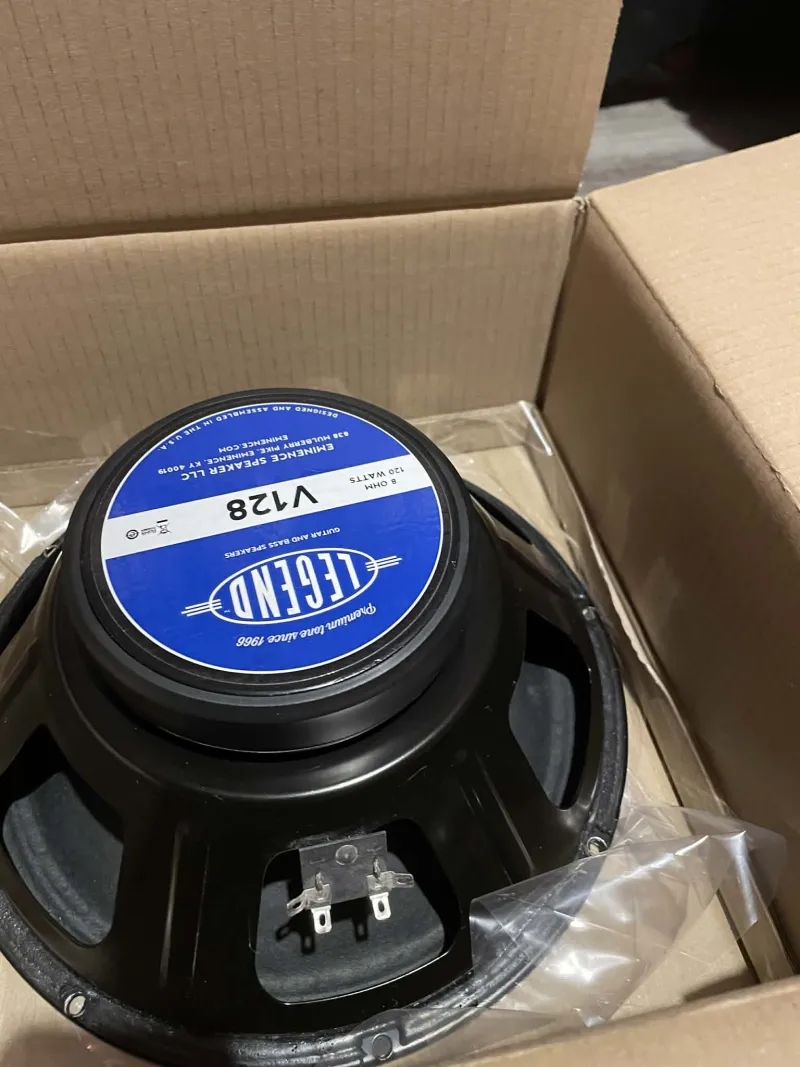 Premium tone since 1966
LEGEND™
GUITAR AND BASS SPEAKERS
V128
8 OHM
120 WATTS
EMINENCE SPEAKER LLC
838 MULBERRY PIKE, EMINENCE, KY 40019
EMINENCE.COM
DESIGNED AND ASSEMBLED IN THE U.S.A.